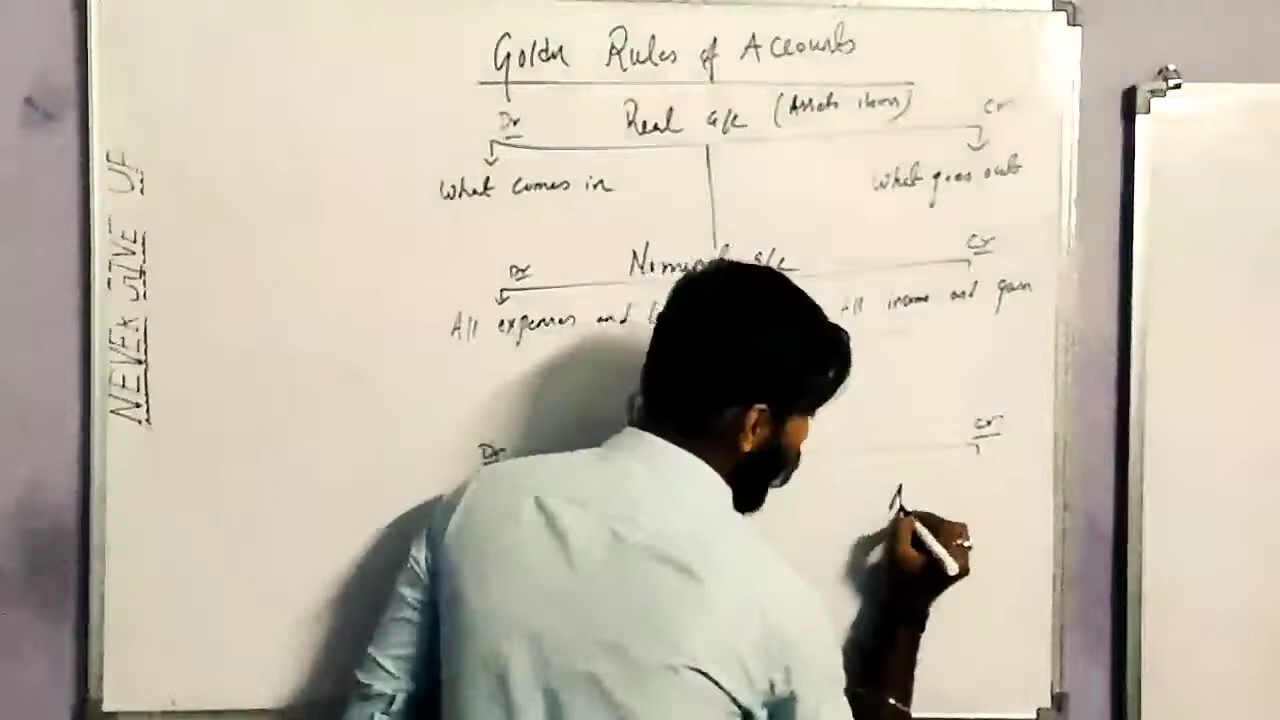 Golden Rules of Accounts
Dr Real a/c (Assets items) Cr
What comes in What goes out
Dr a/c Cr
All expenses and All income and gain
Dr Cr
NEVER GIVE UP